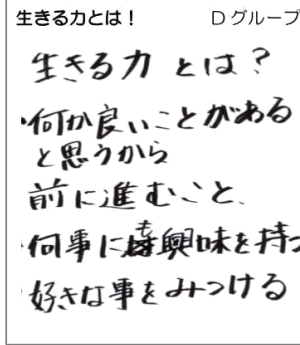 生きる力とは！ Dグループ
生きる力とは？
・何か良いことがある
と思うから
前に進むこと、
・何事にも興味を持つ
・好きな事をみつける